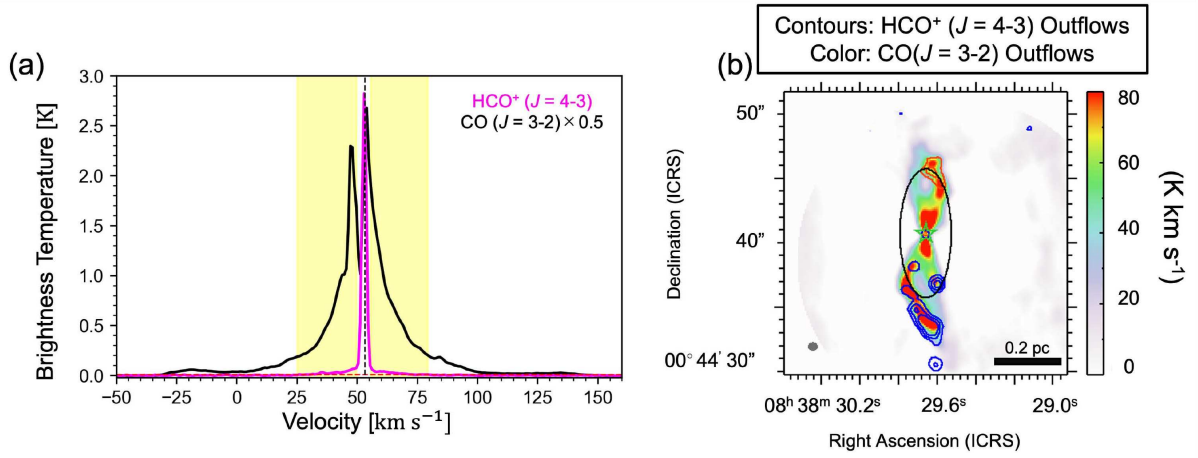 (a)
3.0
2.5
2.0
1.5
1.0
0.5
0.0
Brightness Temperature [K]
HCO⁺ (J = 4-3)
CO (J = 3-2) × 0.5
−50 −25 0 25 50 75 100 125 150
Velocity [km s⁻¹]
Contours: HCO⁺ (J = 4-3) Outflows
Color: CO(J = 3-2) Outflows
(b)
50”
40”
00° 44’ 30”
Declination (ICRS)
0.2 pc
08ʰ 38ᵐ 30.2ˢ 29.6ˢ 29.0ˢ
Right Ascension (ICRS)
80
60
40
20
0
(K km s⁻¹)